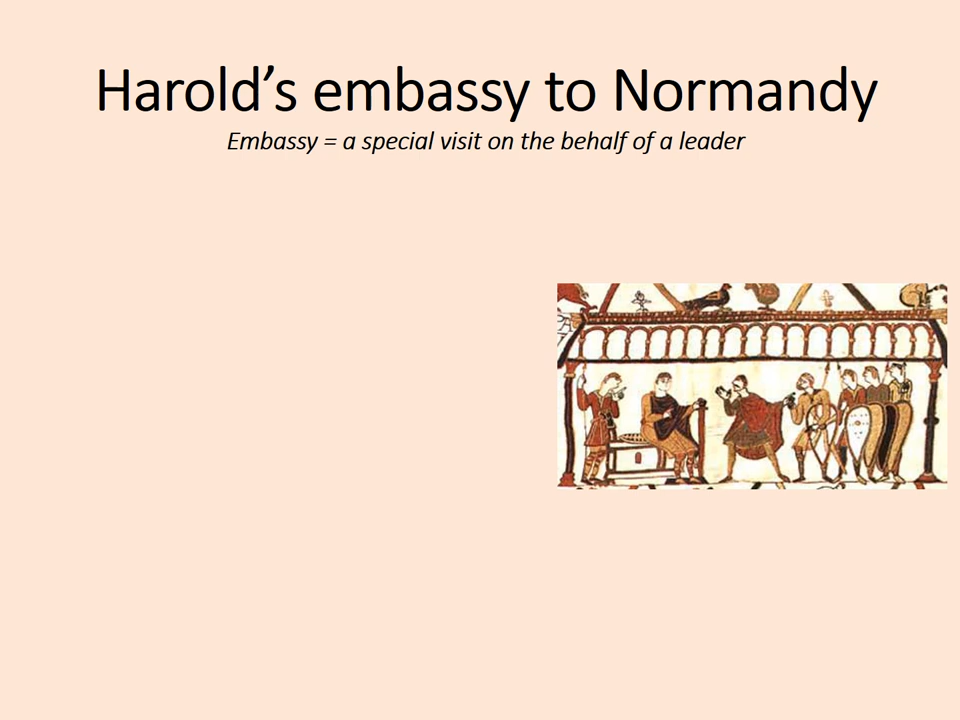 Harold’s embassy to Normandy
Embassy = a special visit on the behalf of a leader